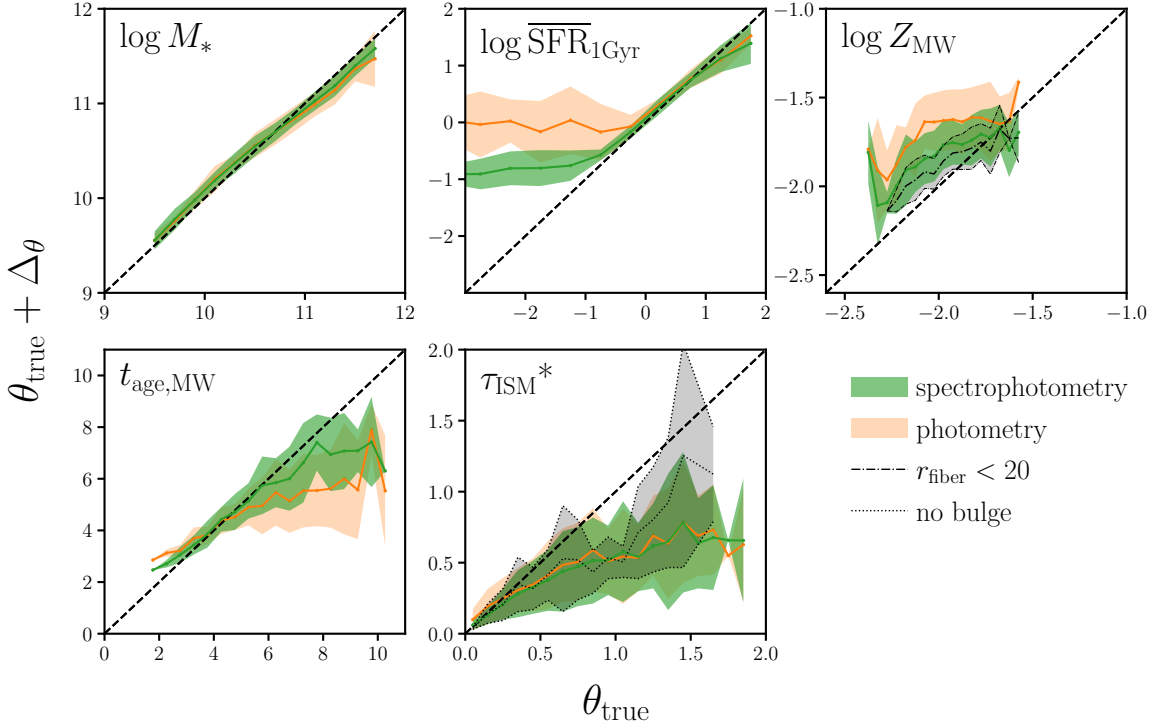 log M*
12
11
10
9
9 10 11 12
log SFR1Gyr
2
1
0
−1
−2
−2 −1 0 1 2
log ZMW
−1.0
−1.5
−2.0
−2.5
−2.5 −2.0 −1.5 −1.0
θtrue + Δθ
tage,MW
10
8
6
4
2
0
0 2 4 6 8 10
τISM*
2.0
1.5
1.0
0.5
0.0
0.0 0.5 1.0 1.5 2.0
spectrophotometry
photometry
rfiber < 20
no bulge
θtrue